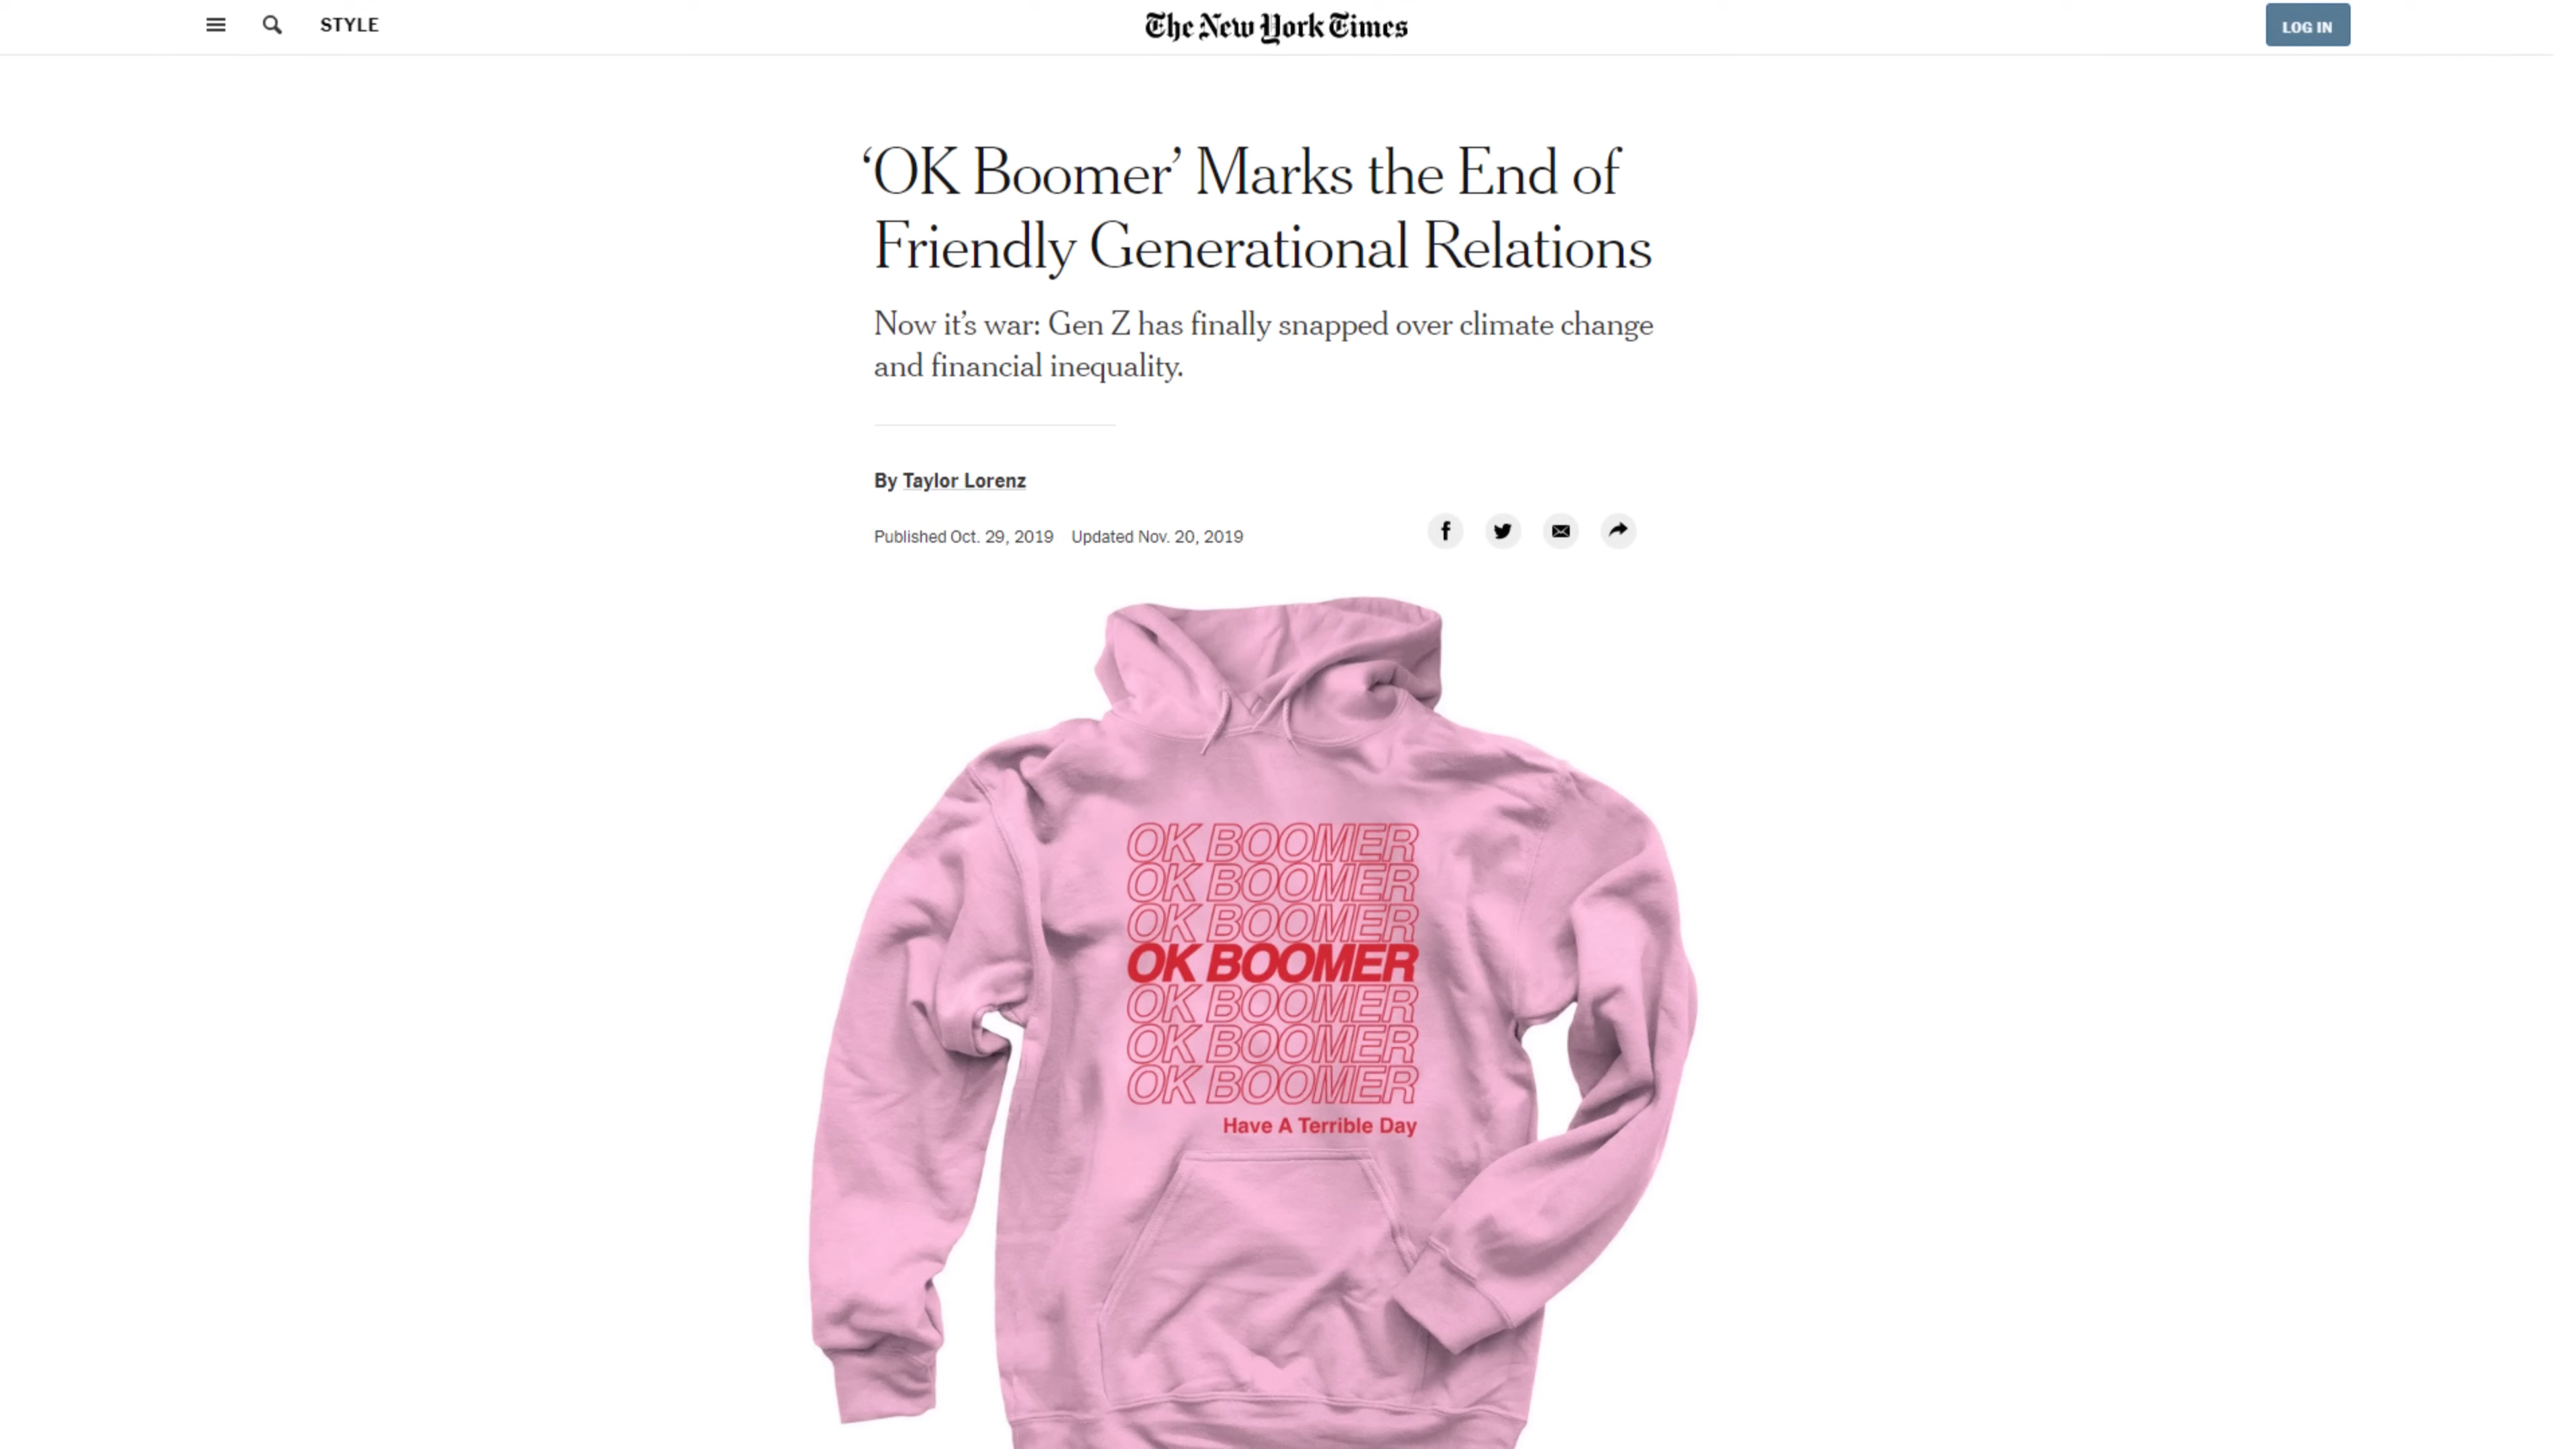 STYLE
The New York Times
LOG IN
‘OK Boomer’ Marks the End of
Friendly Generational Relations
Now it’s war: Gen Z has finally snapped over climate change
and financial inequality.
By Taylor Lorenz
Published Oct. 29, 2019 Updated Nov. 20, 2019
OK BOOMER
OK BOOMER
OK BOOMER
OK BOOMER
OK BOOMER
OK BOOMER
OK BOOMER
Have A Terrible Day